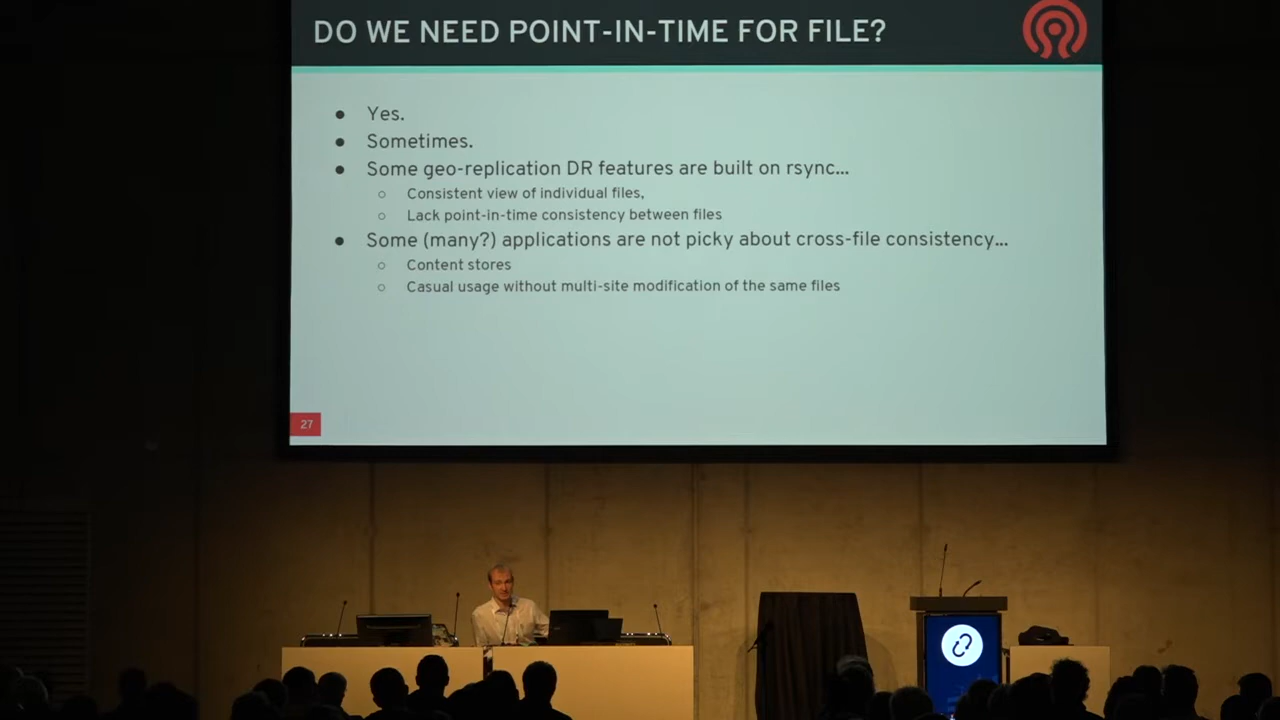 DO WE NEED POINT-IN-TIME FOR FILE?
● Yes.
● Sometimes.
● Some geo-replication DR features are built on rsync...
○ Consistent view of individual files,
○ Lack point-in-time consistency between files
● Some (many?) applications are not picky about cross-file consistency...
○ Content stores
○ Casual usage without multi-site modification of the same files
27